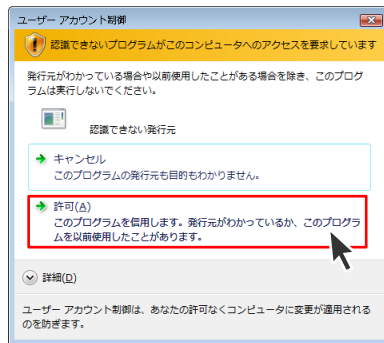 ユーザー アカウント制御
認識できないプログラムがこのコンピュータへのアクセスを要求しています
発行元がわかっている場合や以前使用したことがある場合を除き、このプログ
ラムは実行しないでください。
認識できない発行元
キャンセル
このプログラムの発行元も目的もわかりません。
許可(A)
このプログラムを信用します。発行元がわかっているか、このプログラ
ムを以前使用したことがあります。
詳細(D)
ユーザー アカウント制御は、あなたの許可なくコンピュータに変更が適用される
のを防ぎます。